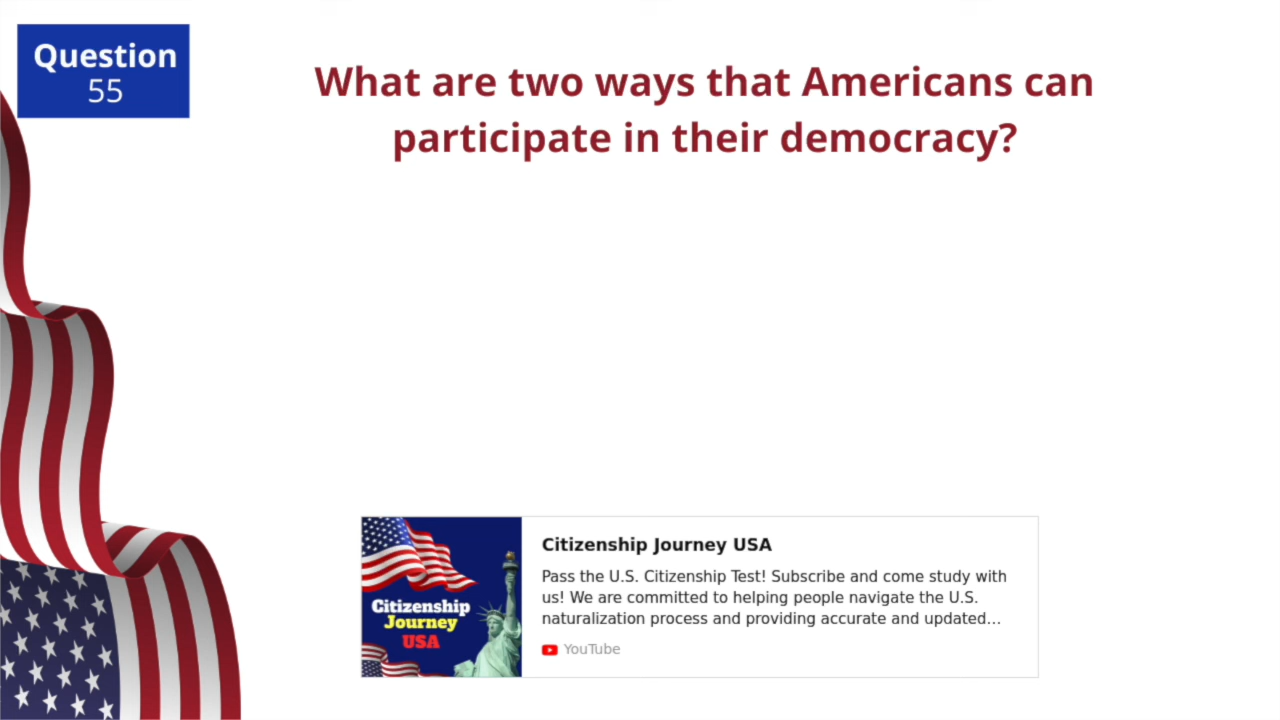 Question
55
What are two ways that Americans can
participate in their democracy?
Citizenship
Journey
USA
Citizenship Journey USA
Pass the U.S. Citizenship Test! Subscribe and come study with
us! We are committed to helping people navigate the U.S.
naturalization process and providing accurate and updated...
YouTube